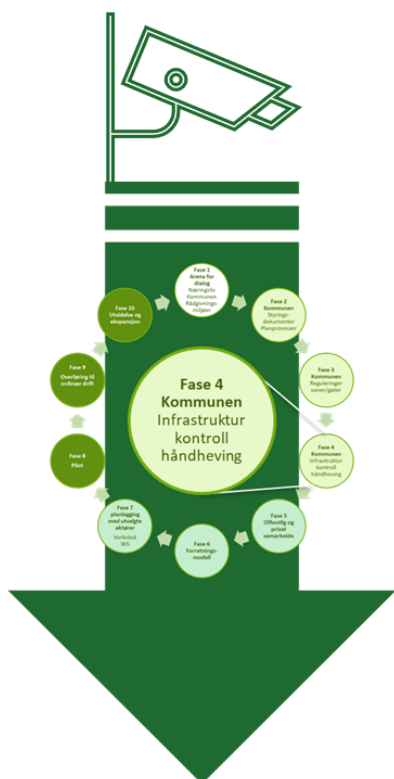 Fase 1
Arena for
dialog
Næringsliv
Kommunen
Rådgivnings-
miljøer
Fase 2
Kommunen
Styrings-
dokumenter
Planprosesser
Fase 3
Kommunen
Reguleringer
soner/gater
Fase 4
Kommunen
Infrastruktur
kontroll
håndheving
Fase 5
Offentlig og
privat
samarbeide
Fase 6
Forretnings-
modell
Fase 7
planlegging
med utvalgte
aktører
Verksted
WS
Fase 8
Pilot
Fase 9
Overføring til
ordinær drift
Fase 10
Utvidelse og
ekspansjon
Fase 4
Kommunen
Infrastruktur
kontroll
håndheving